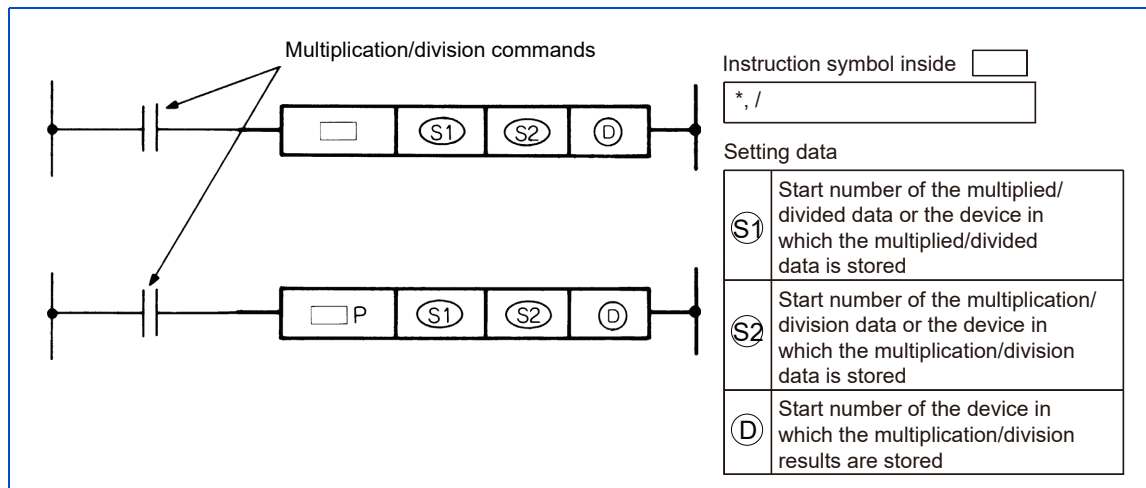 Multiplication/division commands
S1 S2 D
P S1 S2 D
Instruction symbol inside
*, /
Setting data
S1
Start number of the multiplied/
divided data or the device in
which the multiplied/divided
data is stored
S2
Start number of the multiplication/
division data or the device in
which the multiplication/division
data is stored
D
Start number of the device in
which the multiplication/division
results are stored